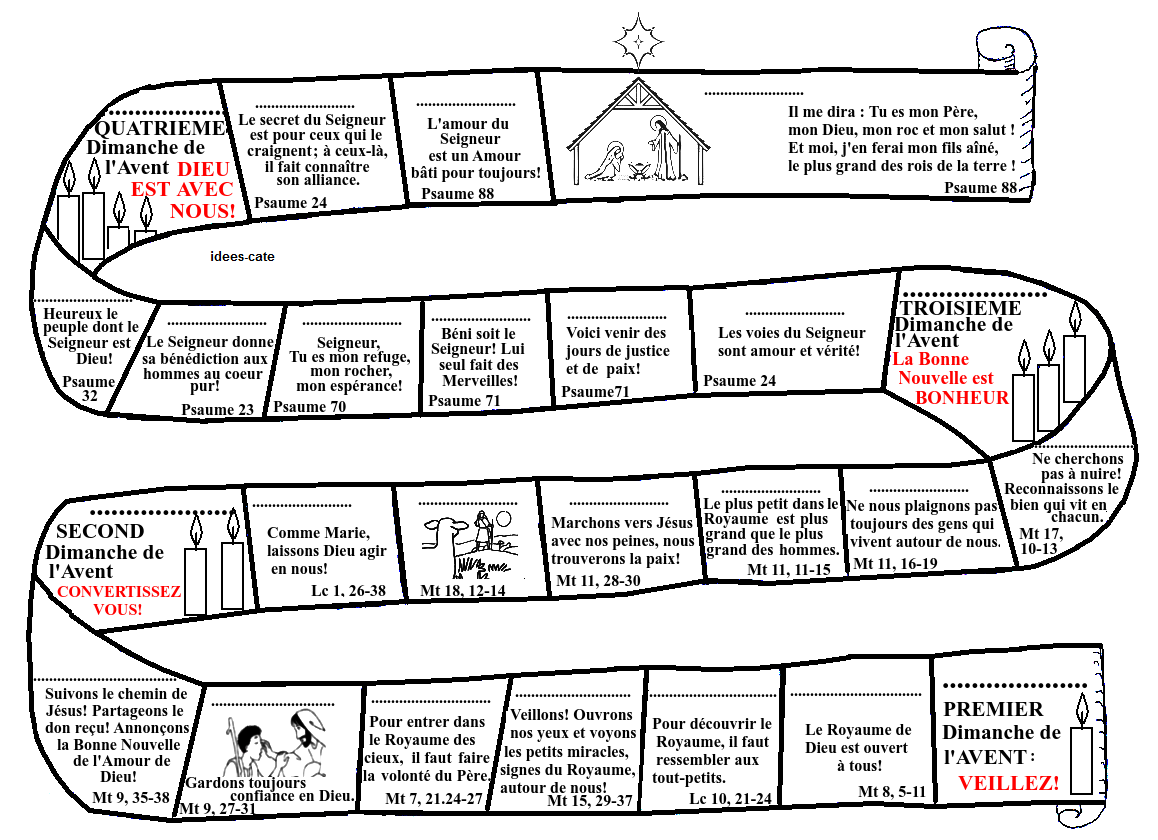 QUATRIEME
Dimanche de
l'Avent DIEU
EST AVEC
NOUS!
Le secret du Seigneur
est pour ceux qui le
craignent; à ceux-là,
il fait connaître
son alliance.
Psaume 24
L'amour du
Seigneur
est un Amour
bâti pour toujours!
Psaume 88
Il me dira : Tu es mon Père,
mon Dieu, mon roc et mon salut !
Et moi, j'en ferai mon fils aîné,
le plus grand des rois de la terre !
Psaume 88
idees-cate
Heureux le
peuple dont le
Seigneur est
Dieu!
Psaume
32
Le Seigneur donne
sa bénédiction aux
hommes au coeur
pur!
Psaume 23
Seigneur,
Tu es mon refuge,
mon rocher,
mon espérance!
Psaume 70
Béni soit le
Seigneur! Lui
seul fait des
Merveilles!
Psaume 71
Voici venir des
jours de justice
et de paix!
Psaume71
Les voies du Seigneur
sont amour et vérité!
Psaume 24
TROISIEME
Dimanche de
l'Avent
La Bonne
Nouvelle est
BONHEUR
Ne cherchons
pas à nuire!
Reconnaissons le
bien qui vit en
chacun.
Mt 17,
10-13
SECOND
Dimanche de
l'Avent
CONVERTISSEZ
VOUS!
Comme Marie,
laissons Dieu agir
en nous!
Lc 1, 26-38
Mt 18, 12-14
Marchons vers Jésus
avec nos peines, nous
trouverons la paix!
Mt 11, 28-30
Le plus petit dans le
Royaume est plus
grand que le plus
grand des hommes.
Mt 11, 11-15
Ne nous plaignons pas
toujours des gens qui
vivent autour de nous.
Mt 11, 16-19
Suivons le chemin de
Jésus! Partageons le
don reçu! Annonçons
la Bonne Nouvelle
de l'Amour de
Dieu!
Mt 9, 35-38
Gardons toujours
confiance en Dieu.
Mt 9, 27-31
Pour entrer dans
le Royaume des
cieux, il faut faire
la volonté du Père.
Mt 7, 21.24-27
Veillons! Ouvrons
nos yeux et voyons
les petits miracles,
signes du Royaume,
autour de nous!
Mt 15, 29-37
Pour découvrir le
Royaume, il faut
ressembler aux
tout-petits.
Lc 10, 21-24
Le Royaume de
Dieu est ouvert
à tous!
Mt 8, 5-11
PREMIER
Dimanche de
l'AVENT:
VEILLEZ!